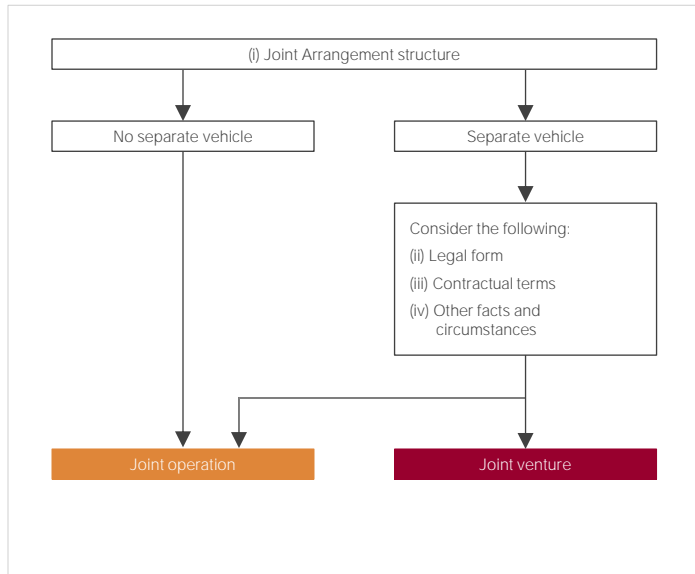 (i) Joint Arrangement structure
No separate vehicle
Separate vehicle
Consider the following:
(ii) Legal form
(iii) Contractual terms
(iv) Other facts and
circumstances
Joint operation
Joint venture